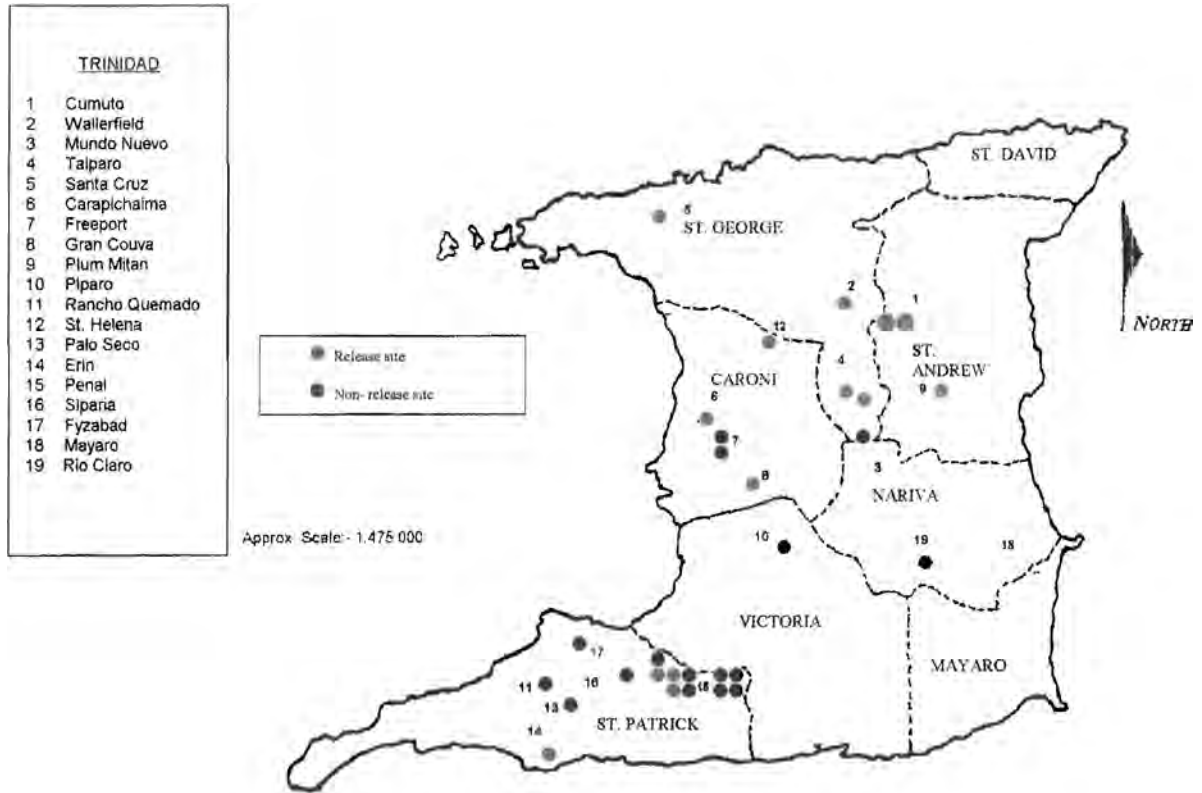 TRINIDAD
1 Cumuto
2 Wallerfield
3 Mundo Nuevo
4 Talparo
5 Santa Cruz
6 Carapichaima
7 Freeport
8 Gran Couva
9 Plum Mitan
10 Piparo
11 Rancho Quemado
12 St. Helena
13 Palo Seco
14 Erin
15 Penal
16 Siparia
17 Fyzabad
18 Mayaro
19 Rio Claro
Release site
Non- release site
Approx Scale:- 1.475 000
ST. DAVID
5
ST. GEORGE
2
1
NORTH
12
4
ST.
ANDREW
CARONI
9
6
7
3
8
NARIVA
10
19
18
VICTORIA
17
MAYARO
16
11
15
13
ST. PATRICK
14